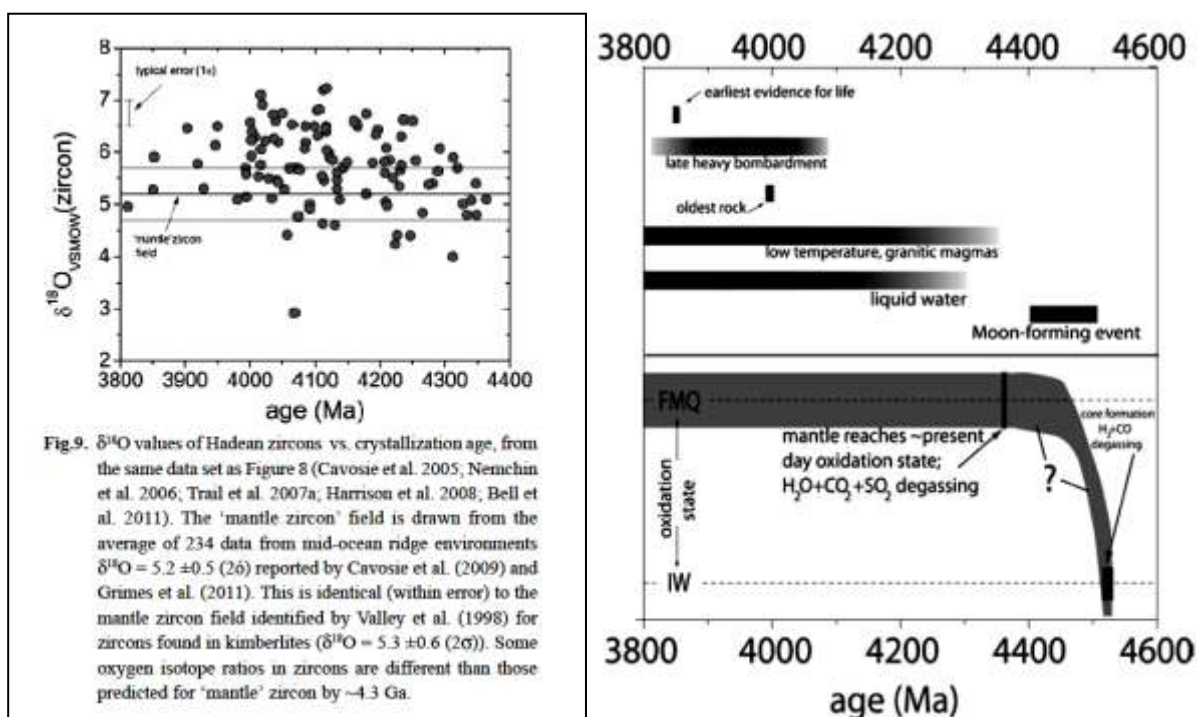 8
7
6
5
4
3
2
typical error (1σ)
'mantle' zircon
field
δ¹⁸O VSMOW (zircon)
3800 3900 4000 4100 4200 4300 4400
age (Ma)
Fig.9. δ¹⁸O values of Hadean zircons vs. crystallization age, from
the same data set as Figure 8 (Cavosie et al. 2005; Nemchin
et al. 2006; Trail et al. 2007a; Harrison et al. 2008; Bell et
al. 2011). The 'mantle zircon' field is drawn from the
average of 234 data from mid-ocean ridge environments
δ¹⁸O = 5.2 ±0.5 (2ó) reported by Cavosie et al. (2009) and
Grimes et al. (2011). This is identical (within error) to the
mantle zircon field identified by Valley et al. (1998) for
zircons found in kimberlites (δ¹⁸O = 5.3 ±0.6 (2σ)). Some
oxygen isotope ratios in zircons are different than those
predicted for 'mantle' zircon by ~4.3 Ga.
3800 4000 4200 4400 4600
earliest evidence for life
late heavy bombardment
oldest rock
low temperature, granitic magmas
liquid water
Moon-forming event
FMQ
core formation
H₂+CO
degassing
mantle reaches ~present
day oxidation state;
H₂O+CO₂+SO₂ degassing
?
oxidation
state
IW
3800 4000 4200 4400 4600
age (Ma)